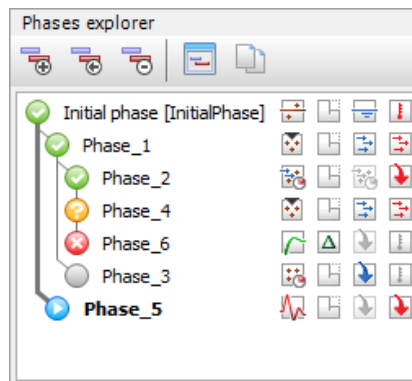 Phases explorer
Initial phase [InitialPhase]
Phase_1
Phase_2
Phase_4
Phase_6
Phase_3
Phase_5